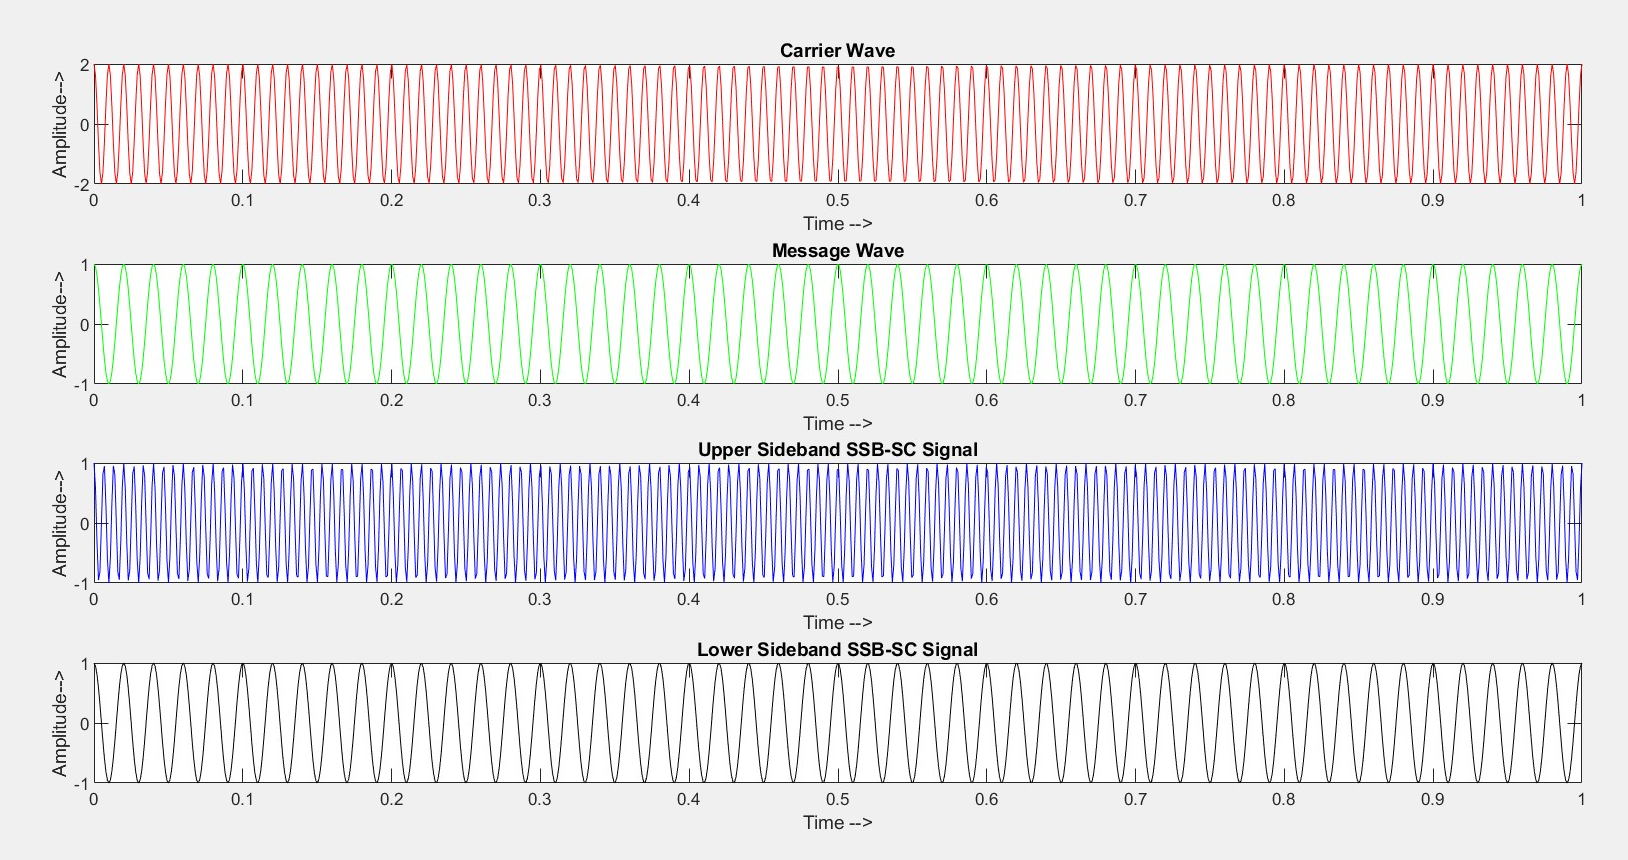 Carrier Wave
Amplitude-->
2
0
-2
0 0.1 0.2 0.3 0.4 0.5 0.6 0.7 0.8 0.9 1
Time -->
Message Wave
Amplitude-->
1
0
-1
0 0.1 0.2 0.3 0.4 0.5 0.6 0.7 0.8 0.9 1
Time -->
Upper Sideband SSB-SC Signal
Amplitude-->
1
0
-1
0 0.1 0.2 0.3 0.4 0.5 0.6 0.7 0.8 0.9 1
Time -->
Lower Sideband SSB-SC Signal
Amplitude-->
1
0
-1
0 0.1 0.2 0.3 0.4 0.5 0.6 0.7 0.8 0.9 1
Time -->